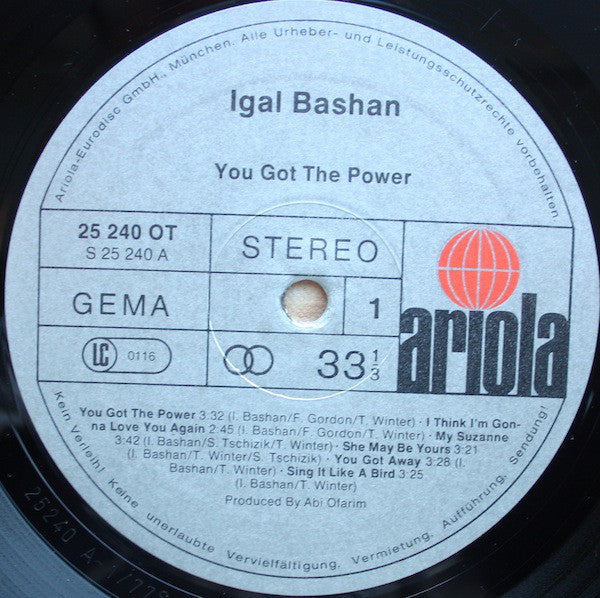 Ariola-Eurodisc GmbH., München. Alle Urheber- und Leistungsschutzrechte vorbehalten
Igal Bashan
You Got The Power
25 240 OT
S 25 240 A
STEREO
GEMA
1
ariola
LC 0116
33 1/3
You Got The Power 3:32 (I. Bashan/F. Gordon/T. Winter) · I Think I'm Gon-
na Love You Again 2:45 (I. Bashan/F. Gordon/T. Winter) · My Suzanne
3:42 (I. Bashan/S. Tschizik/T. Winter) · She May Be Yours 3:21
(I. Bashan/T. Winter/S. Tschizik) · You Got Away 3:28 (I.
Bashan/T. Winter) · Sing It Like A Bird 3:25
(I. Bashan/T. Winter)
Produced By Abi Ofarim
Kein Verleih! Keine unerlaubte Vervielfältigung, Vermietung, Aufführung, Sendung!
25240 A